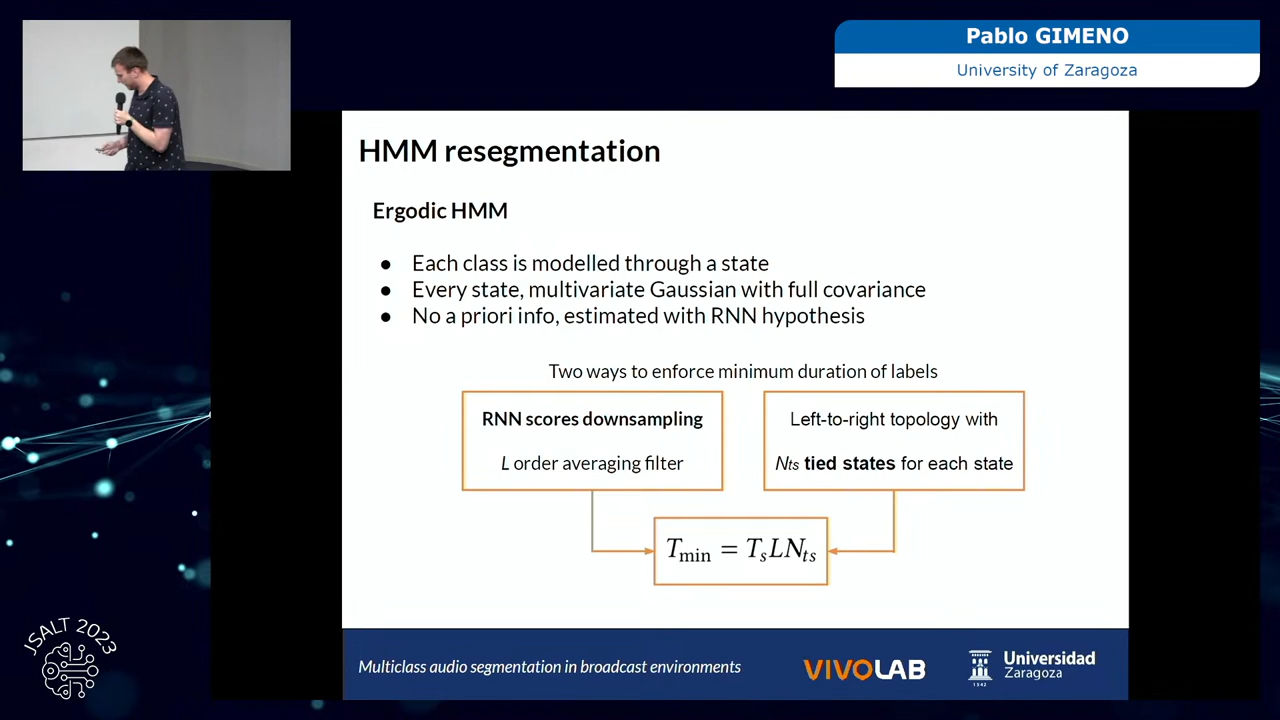 Pablo GIMENO
University of Zaragoza
HMM resegmentation
Ergodic HMM
● Each class is modelled through a state
● Every state, multivariate Gaussian with full covariance
● No a priori info, estimated with RNN hypothesis
Two ways to enforce minimum duration of labels
RNN scores downsampling
L order averaging filter
Left-to-right topology with
Nts tied states for each state
Tmin = TsLNts
Multiclass audio segmentation in broadcast environments
VIVOLAB
1542
Universidad
Zaragoza
JSALT 2023